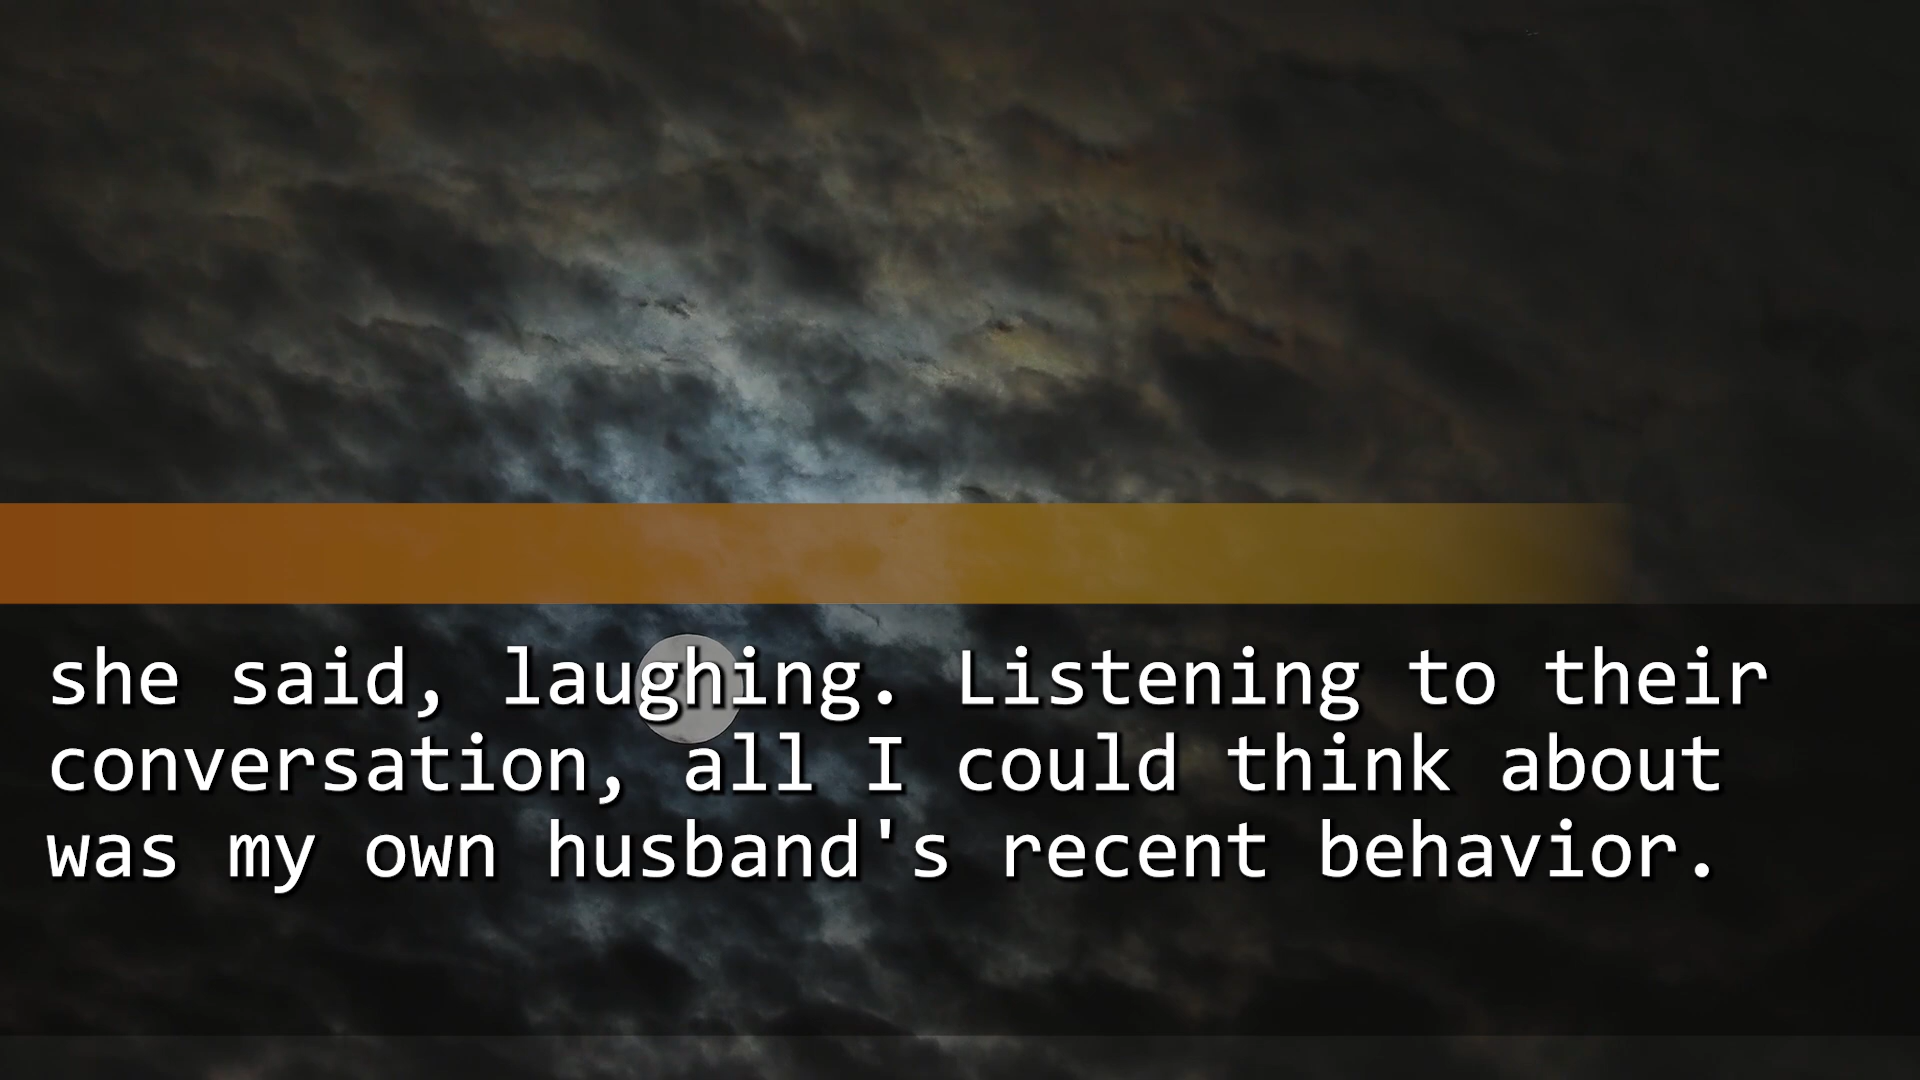 she said, laughing. Listening to their
conversation, all I could think about
was my own husband's recent behavior.